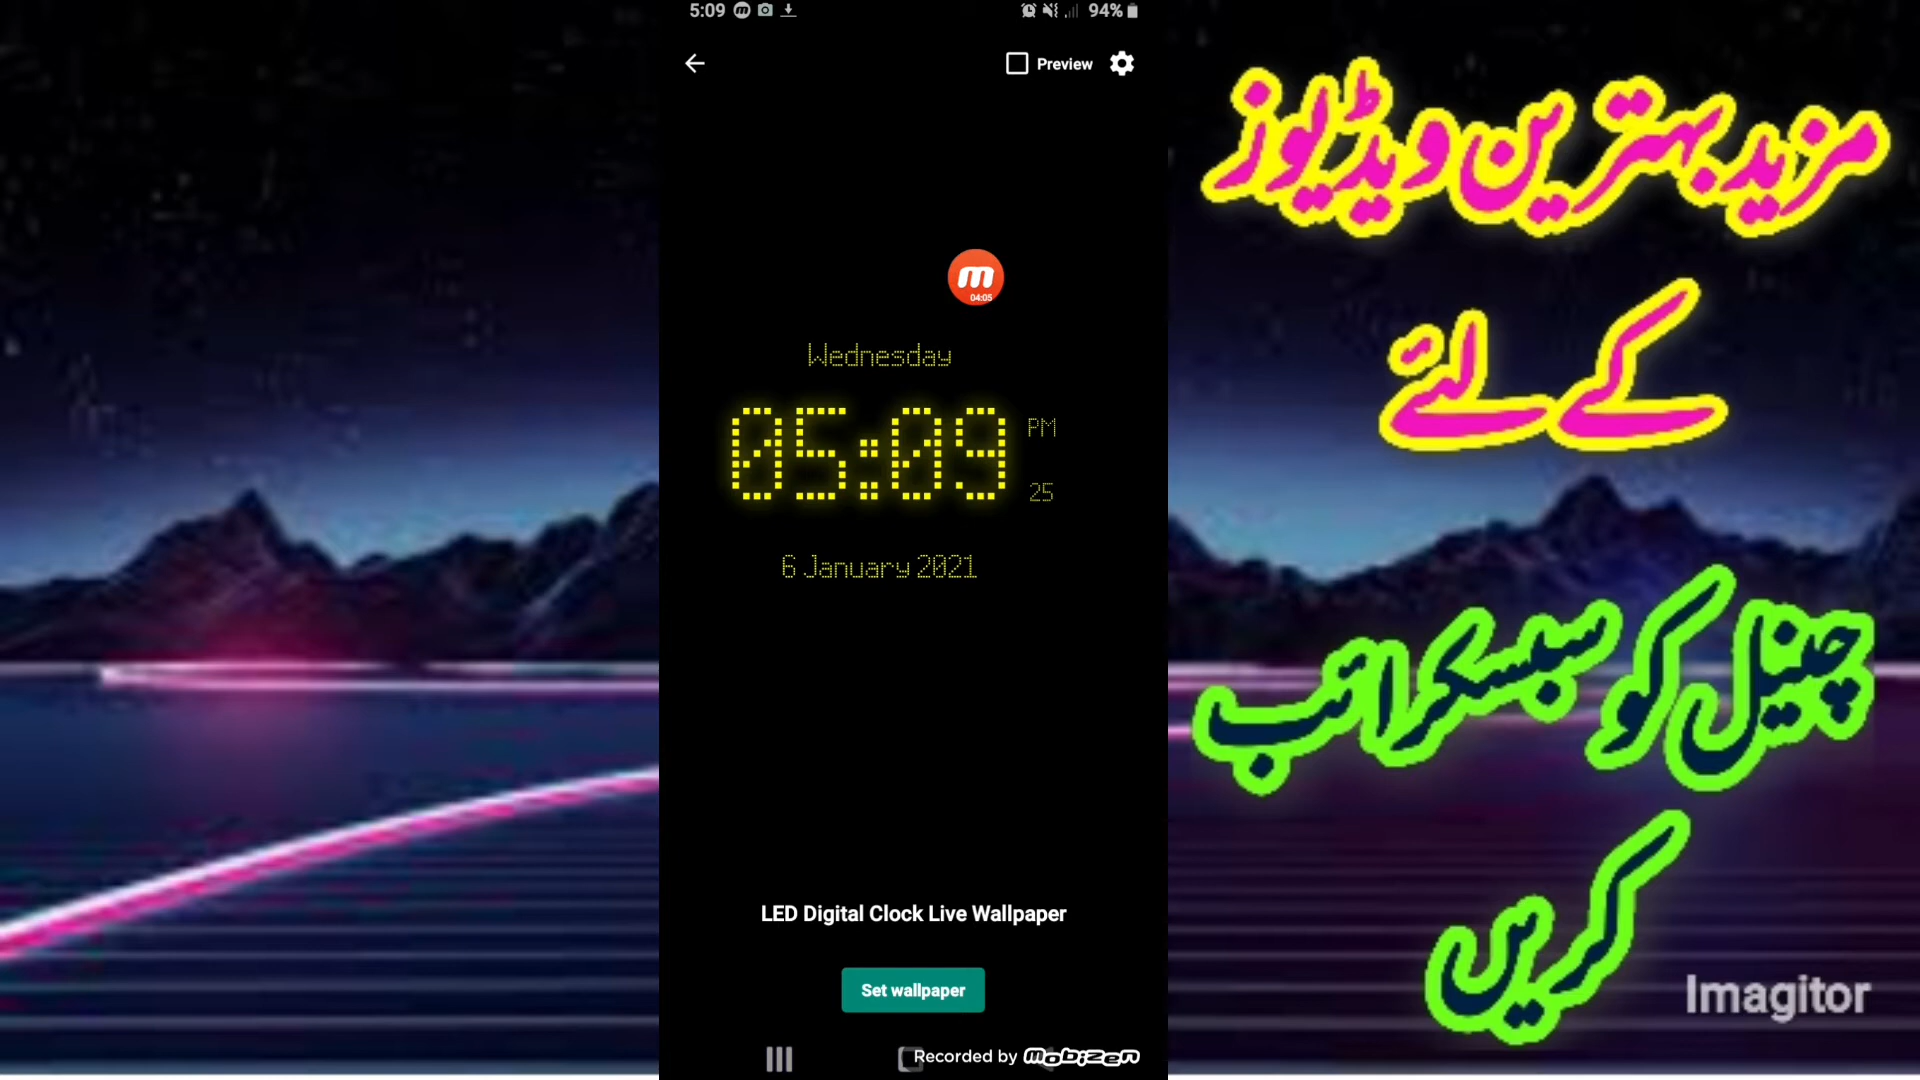 5:09
94%
Preview
m
04:05
Wednesday
05:09 PM
25
6 January 2021
LED Digital Clock Live Wallpaper
Set wallpaper
Recorded by mobizen
مزید بہترین ویڈیوز
کے لئے
چینل کو سبسکرائب
کریں
Imagitor